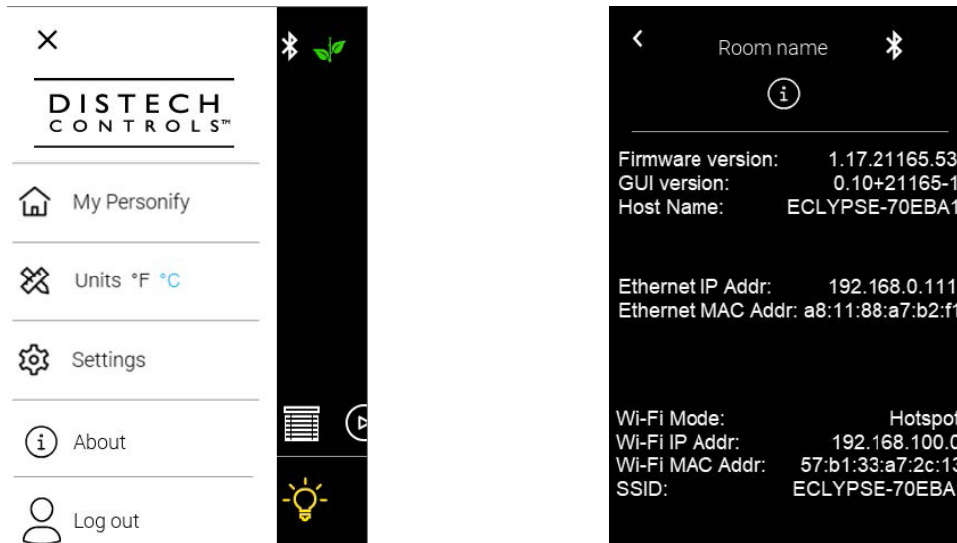 DISTECH
CONTROLS™
My Personify
Units °F °C
Settings
About
Log out
Room name
Firmware version: 1.17.21165.53
GUI version: 0.10+21165-1
Host Name: ECLYPSE-70EBA1
Ethernet IP Addr: 192.168.0.111
Ethernet MAC Addr: a8:11:88:a7:b2:f1
Wi-Fi Mode: Hotspot
Wi-Fi IP Addr: 192.168.100.0
Wi-Fi MAC Addr: 57:b1:33:a7:2c:13
SSID: ECLYPSE-70EBA